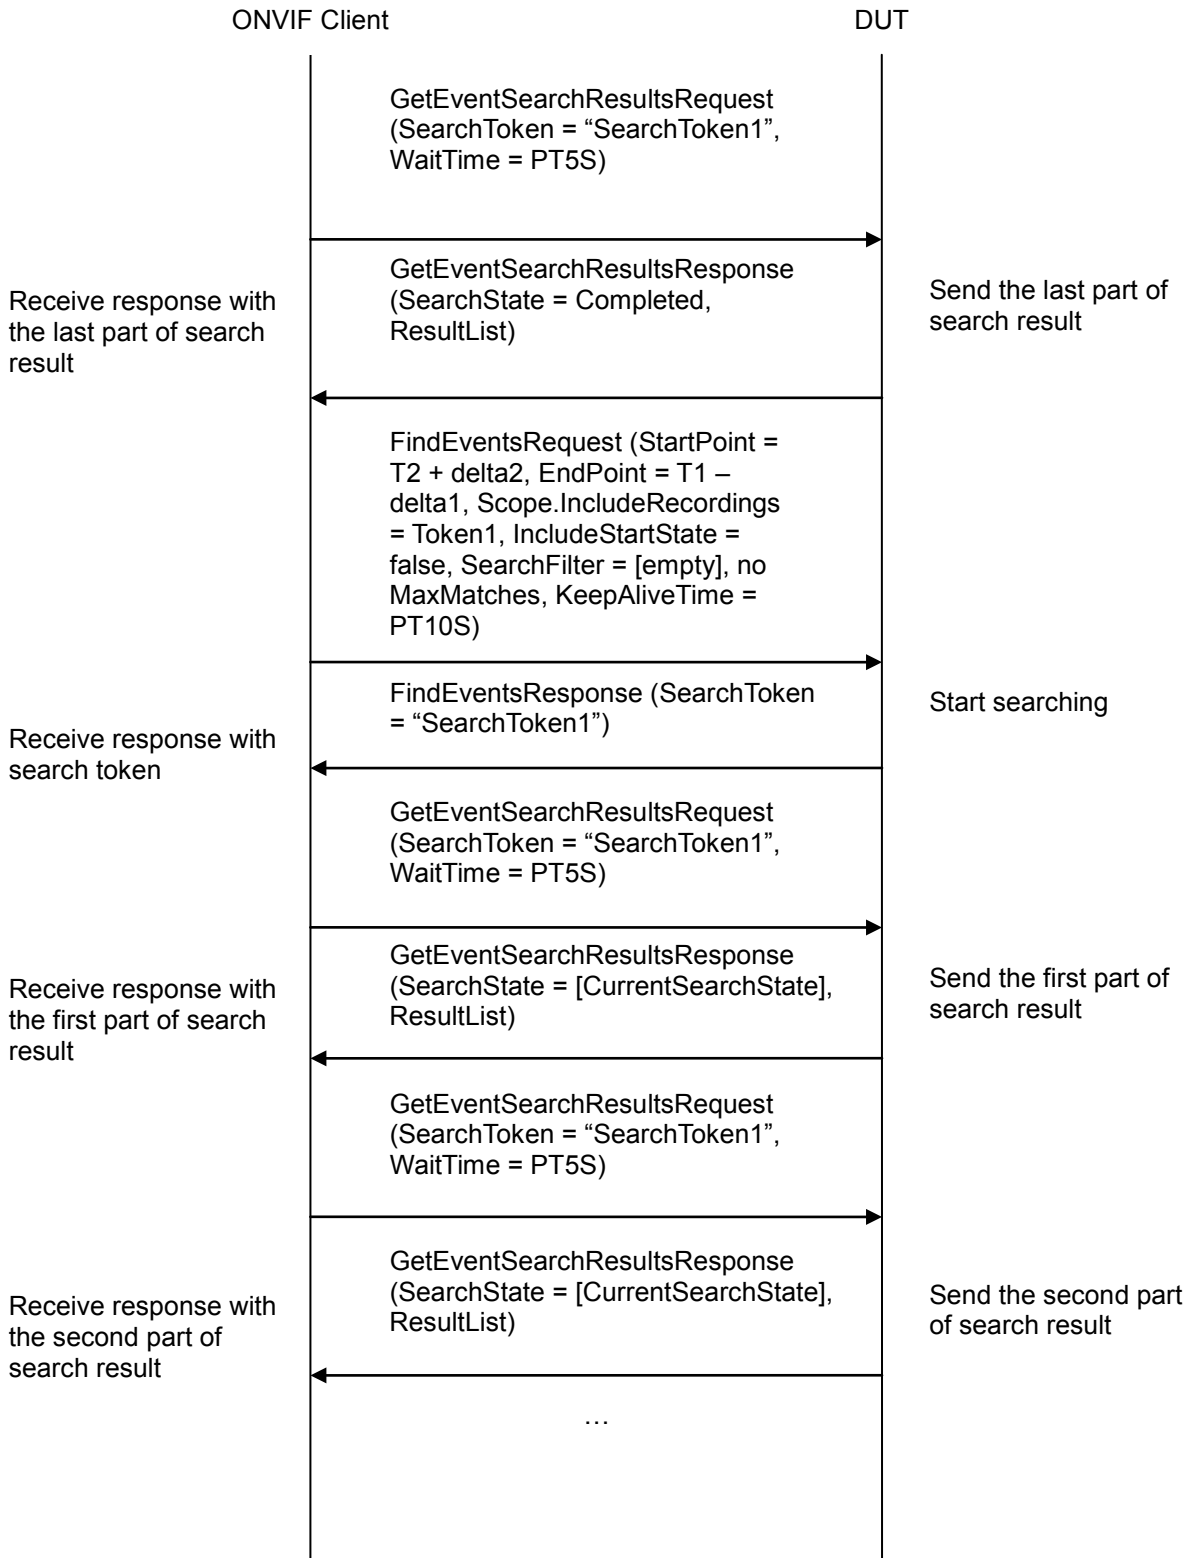 ONVIF Client
DUT
GetEventSearchResultsRequest
(SearchToken = “SearchToken1”,
WaitTime = PT5S)
GetEventSearchResultsResponse
(SearchState = Completed,
ResultList)
Receive response with
the last part of search
result
Send the last part of
search result
FindEventsRequest (StartPoint =
T2 + delta2, EndPoint = T1 –
delta1, Scope.IncludeRecordings
= Token1, IncludeStartState =
false, SearchFilter = [empty], no
MaxMatches, KeepAliveTime =
PT10S)
FindEventsResponse (SearchToken
= “SearchToken1”)
Start searching
Receive response with
search token
GetEventSearchResultsRequest
(SearchToken = “SearchToken1”,
WaitTime = PT5S)
GetEventSearchResultsResponse
(SearchState = [CurrentSearchState],
ResultList)
Receive response with
the first part of search
result
Send the first part of
search result
GetEventSearchResultsRequest
(SearchToken = “SearchToken1”,
WaitTime = PT5S)
GetEventSearchResultsResponse
(SearchState = [CurrentSearchState],
ResultList)
Receive response with
the second part of
search result
Send the second part
of search result
…